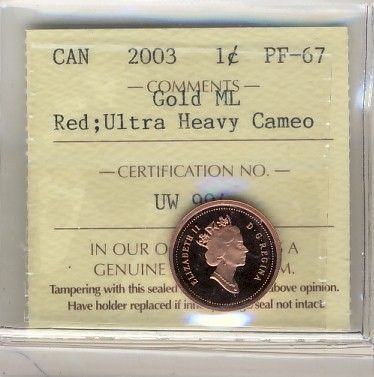 CAN 2003 1¢ PF-67
COMMENTS
Gold ML
Red;Ultra Heavy Cameo
CERTIFICATION NO.
UW
IN OUR A
GENUINE
Tampering with this sealed above opinion.
Have holder replaced if seal not intact.
ELIZABETH II D·G·REGINA